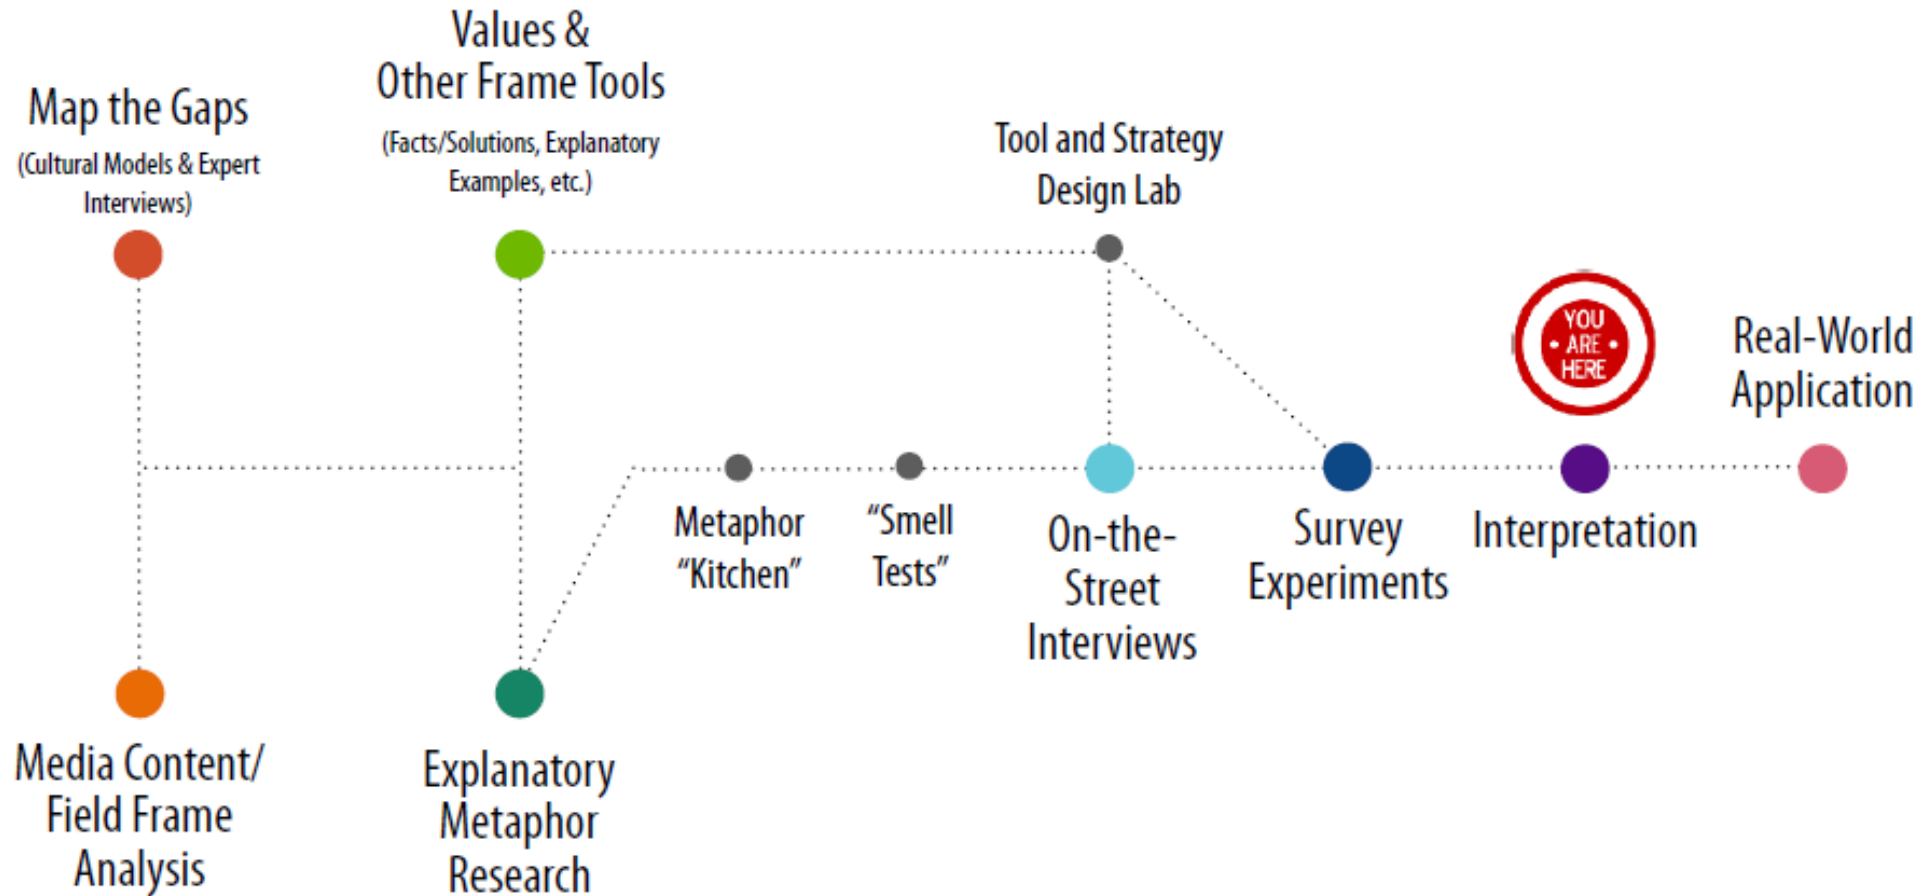 Map the Gaps
(Cultural Models & Expert
Interviews)
Values &
Other Frame Tools
(Facts/Solutions, Explanatory
Examples, etc.)
Tool and Strategy
Design Lab
YOU
• ARE •
HERE
Real-World
Application
Metaphor
“Kitchen”
“Smell
Tests”
On-the-
Street
Interviews
Survey
Experiments
Interpretation
Media Content/
Field Frame
Analysis
Explanatory
Metaphor
Research